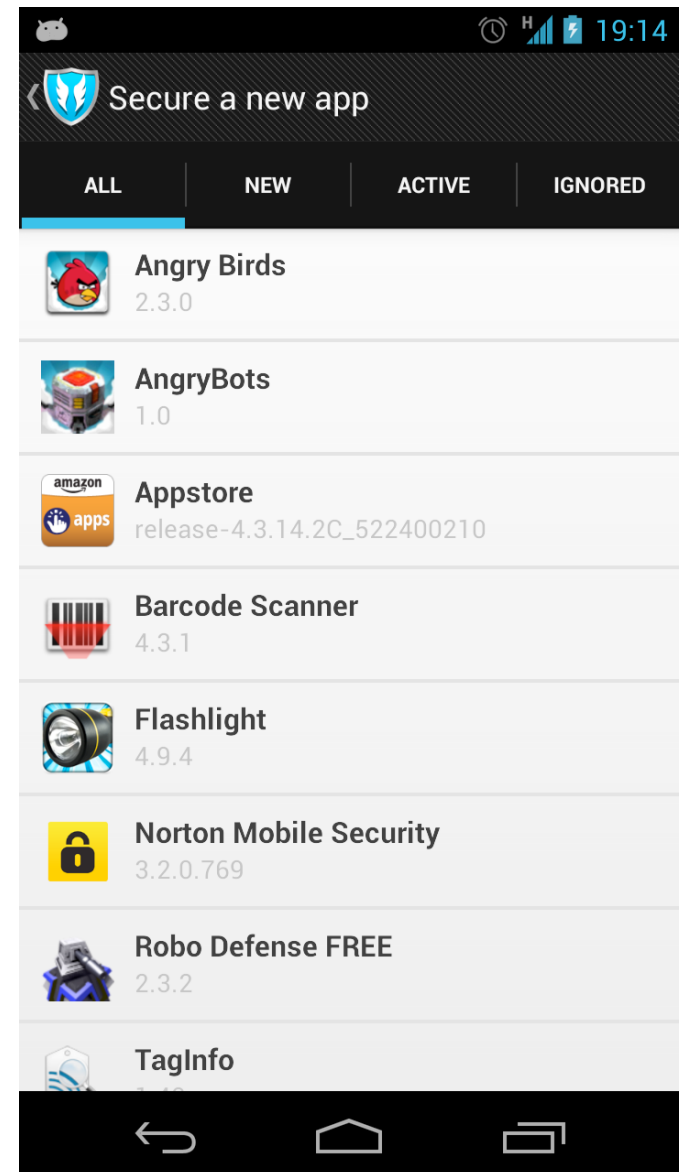 H 19:14
Secure a new app
ALL NEW ACTIVE IGNORED
Angry Birds
2.3.0
AngryBots
1.0
amazon
apps
Appstore
release-4.3.14.2C_522400210
Barcode Scanner
4.3.1
Flashlight
4.9.4
Norton Mobile Security
3.2.0.769
Robo Defense FREE
2.3.2
TagInfo